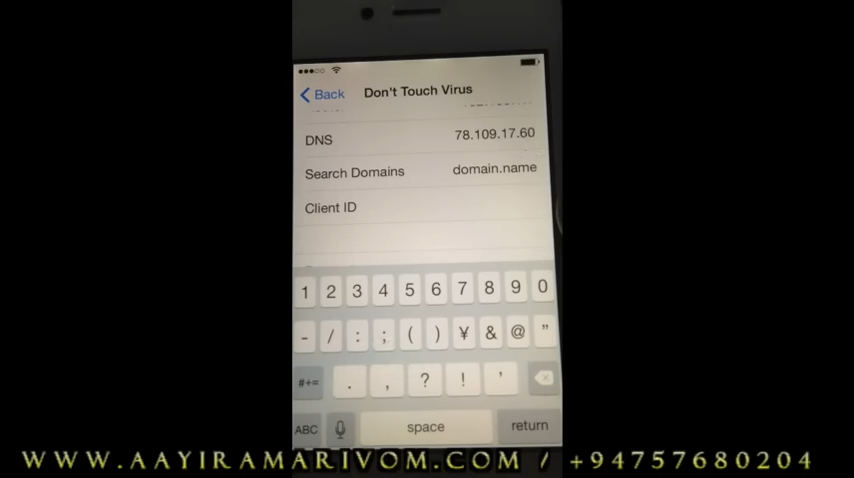 Back Don't Touch Virus
DNS 78.109.17.60
Search Domains domain.name
Client ID
1 2 3 4 5 6 7 8 9 0
- / : ; ( ) ¥ & @ "
#+= . , ? ! '
ABC space return
WWW.AAYIRAMARIVOM.COM / +94757680204